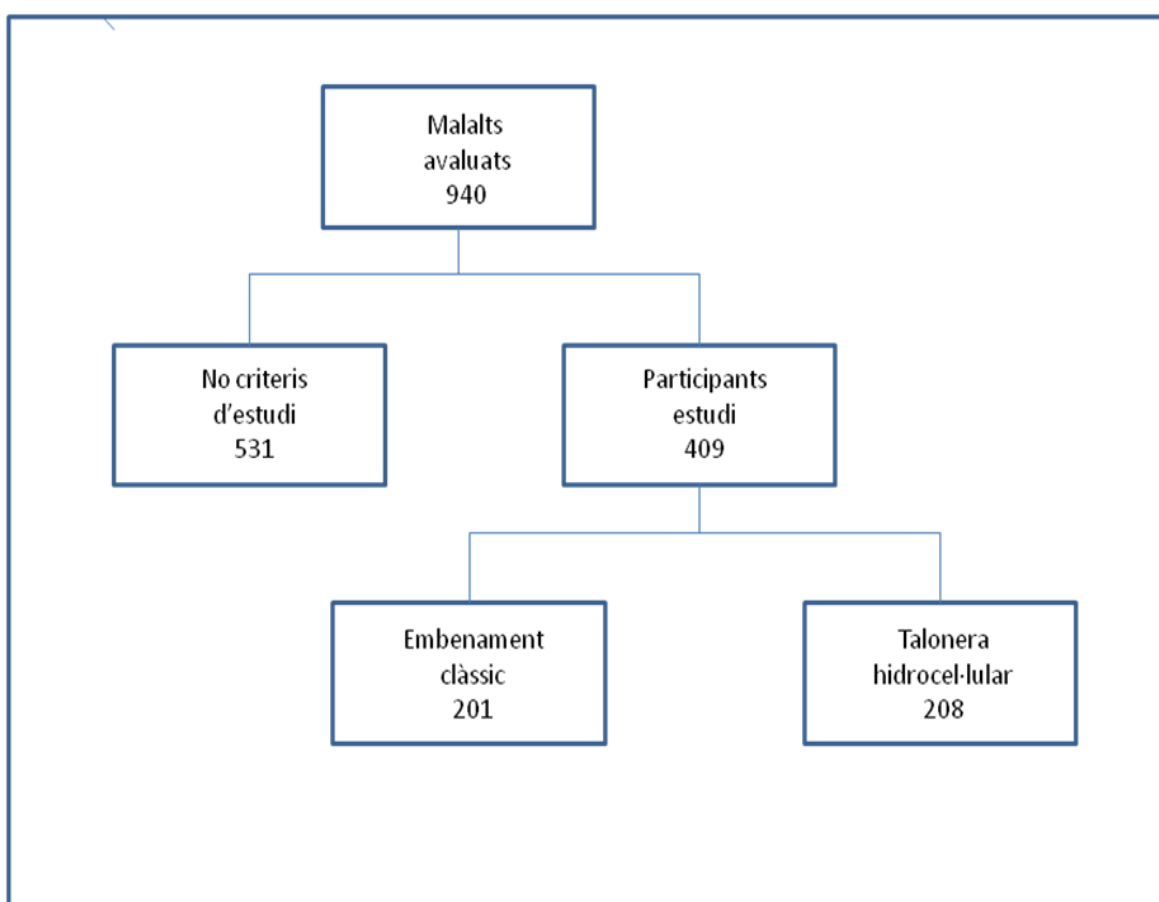 Malalts
avaluats
940
No criteris
d’estudi
531
Participants
estudi
409
Embenament
clàssic
201
Talonera
hidrocel·lular
208